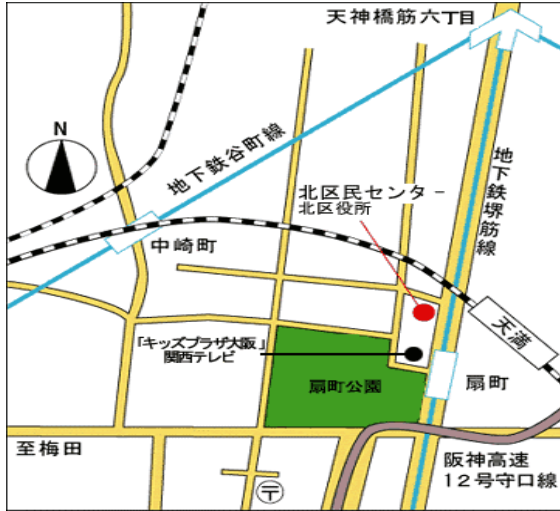 天神橋筋六丁目
N
地下鉄谷町線
地下鉄堺筋線
北区民センター
北区役所
中崎町
天満
「キッズプラザ大阪」
関西テレビ
扇町公園
扇町
至梅田
阪神高速
12号守口線
〒